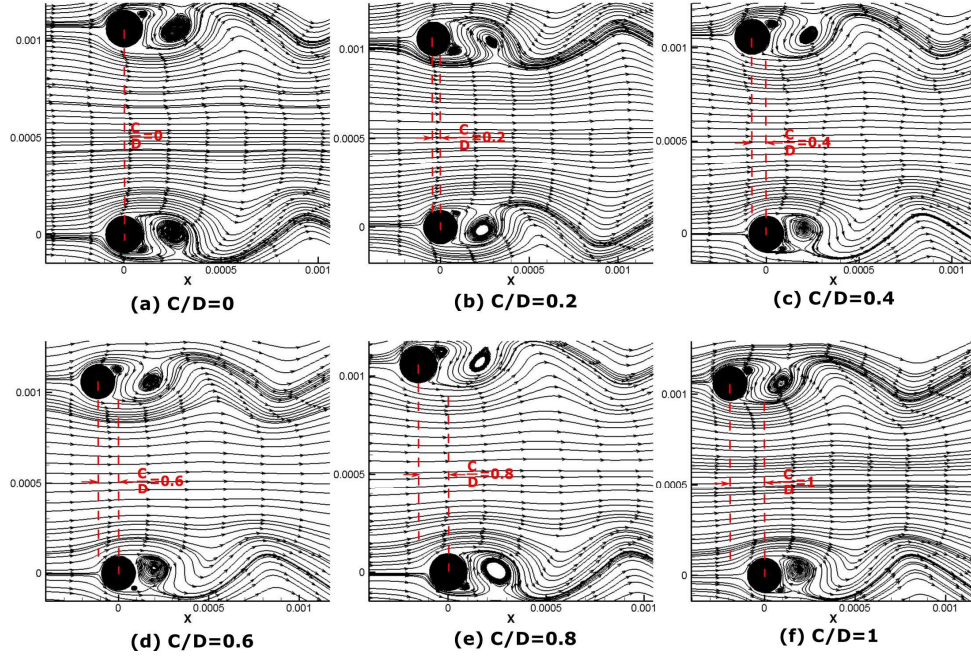 0.001
0.0005
0
C
D
=0
0
0.0005
0.001
X
(a) C/D=0
0.001
0.0005
0
C
D
=0.2
0
0.0005
0.001
X
(b) C/D=0.2
0.001
0.0005
0
C
D
=0.4
0
0.0005
0.001
X
(c) C/D=0.4
0.001
0.0005
0
C
D
=0.6
0
0.0005
0.001
X
(d) C/D=0.6
0.001
0.0005
0
C
D
=0.8
0
0.0005
0.001
X
(e) C/D=0.8
0.001
0.0005
0
C
D
=1
0
0.0005
0.001
X
(f) C/D=1